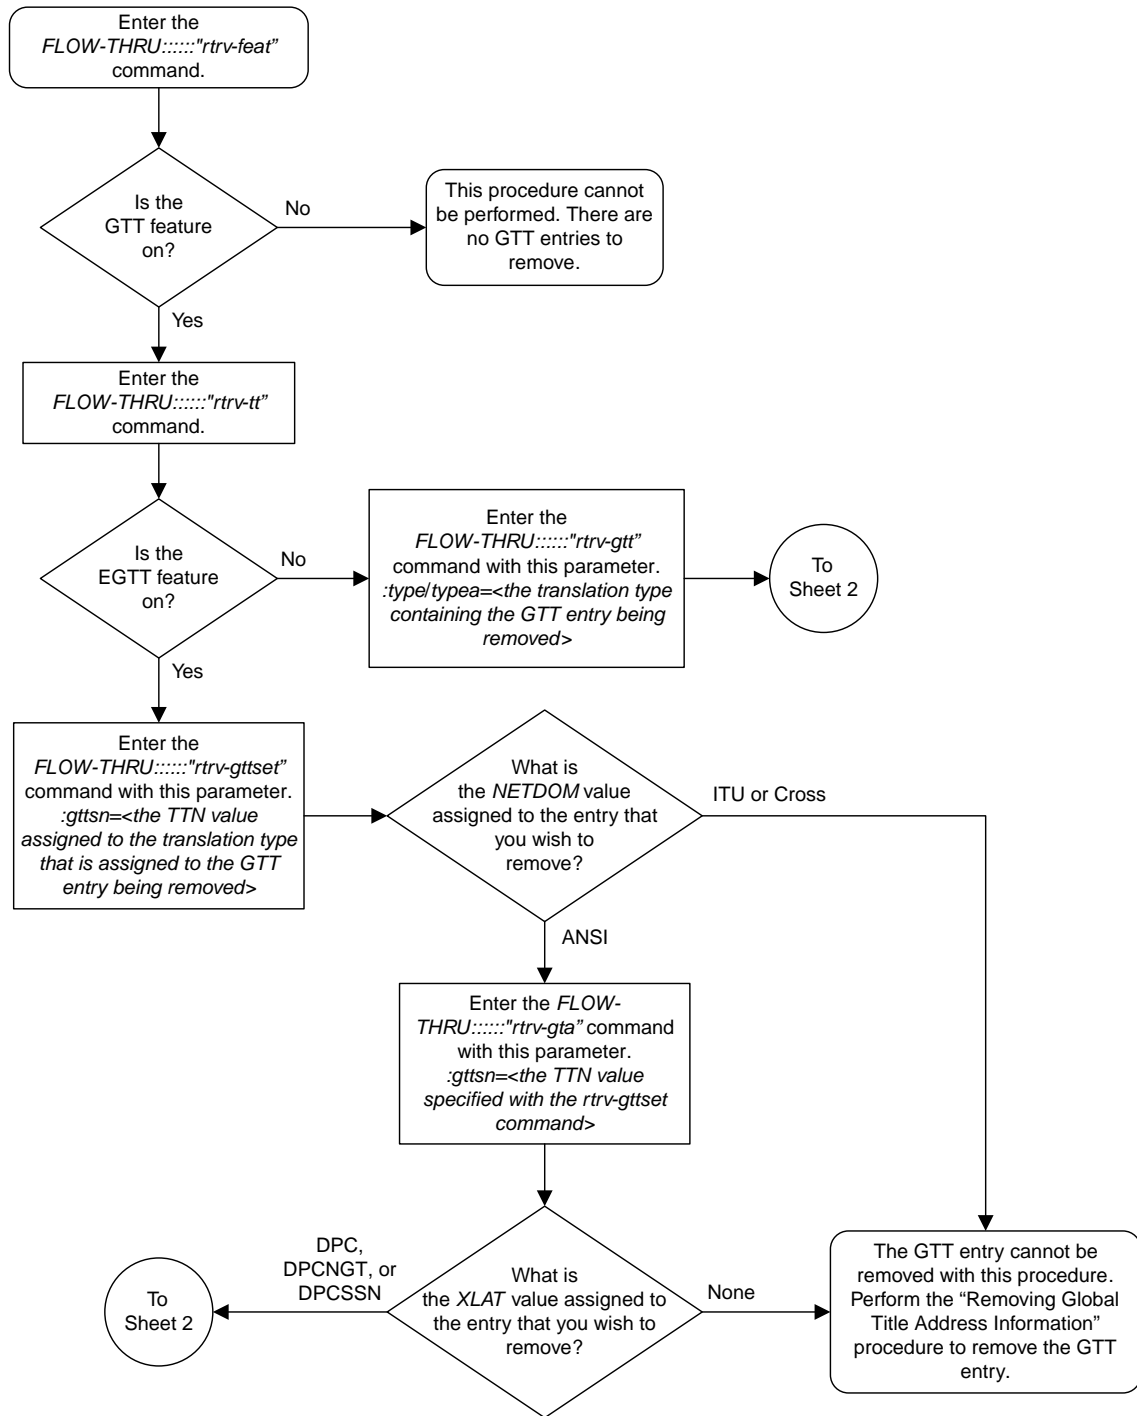 Enter the
FLOW-THRU::::::"rtrv-feat”
command.
Is the
GTT feature
on?
No
This procedure cannot
be performed. There are
no GTT entries to
remove.
Yes
Enter the
FLOW-THRU::::::"rtrv-tt”
command.
Is the
EGTT feature
on?
No
Enter the
FLOW-THRU::::::"rtrv-gtt”
command with this parameter.
:type/typea=<the translation type
containing the GTT entry being
removed>
To
Sheet 2
Yes
Enter the
FLOW-THRU::::::"rtrv-gttset”
command with this parameter.
:gttsn=<the TTN value
assigned to the translation type
that is assigned to the GTT
entry being removed>
What is
the NETDOM value
assigned to the entry that
you wish to
remove?
ITU or Cross
ANSI
Enter the FLOW-
THRU::::::"rtrv-gta” command
with this parameter.
:gttsn=<the TTN value
specified with the rtrv-gttset
command>
What is
the XLAT value assigned to
the entry that you wish to
remove?
DPC,
DPCNGT, or
DPCSSN
To
Sheet 2
None
The GTT entry cannot be
removed with this procedure.
Perform the “Removing Global
Title Address Information”
procedure to remove the GTT
entry.